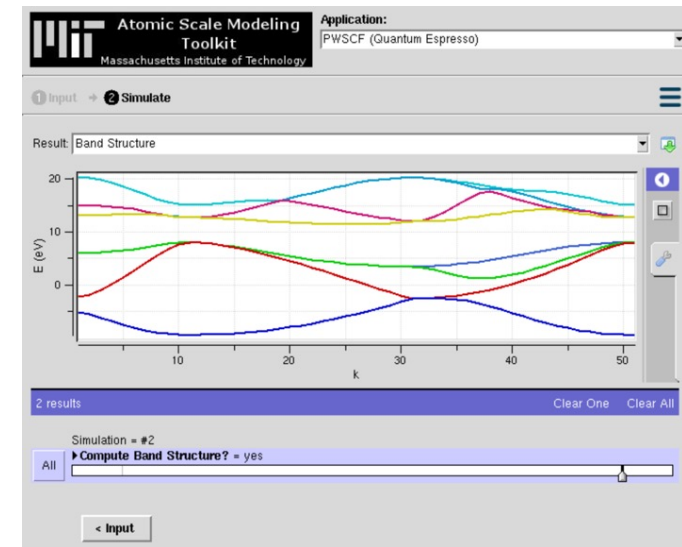 Atomic Scale Modeling
Toolkit
Massachusetts Institute of Technology
Application:
PWSCF (Quantum Espresso)
1 Input → 2 Simulate
Result: Band Structure
20
10
0
E (eV)
10 20 30 40 50
k
2 results Clear One Clear All
Simulation = #2
All
Compute Band Structure? = yes
< Input